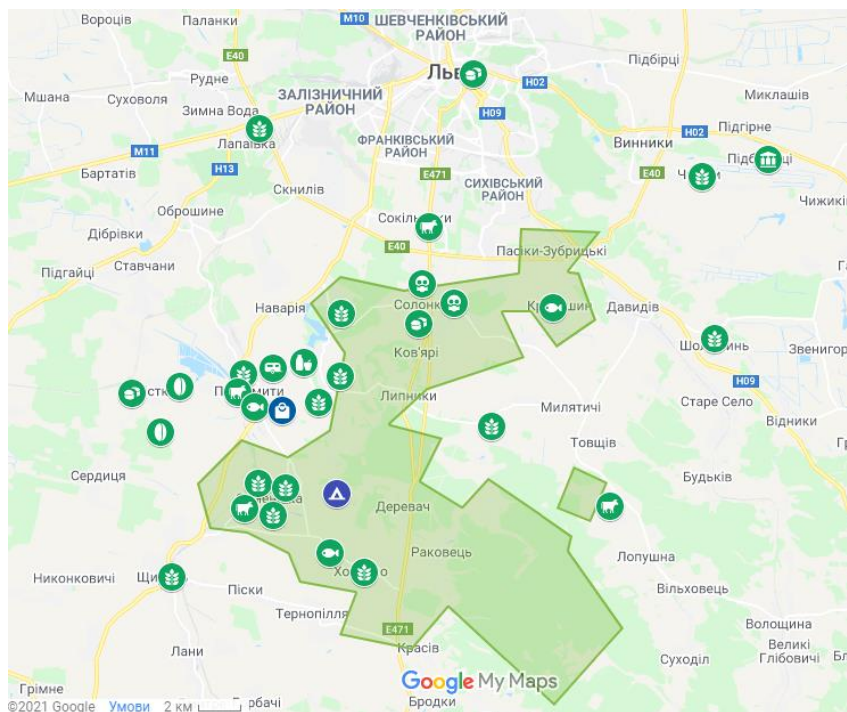 Вороців
Паланки
M10
ШЕВЧЕНКІВСЬКИЙ
РАЙОН
E40
Підбірці
Рудне
Льв
H02
Мшана
Суховоля
ЗАЛІЗНИЧНИЙ
РАЙОН
Миклашів
Зимна Вода
H09
Лапаївка
ФРАНКІВСЬКИЙ
РАЙОН
H02
Підгірне
M11
Винники
Бартатів
H13
E471
СИХІВСЬКИЙ
РАЙОН
E40
Скнилів
Чижиків
Оброшине
Сокільники
Дібрівки
E40
Пасіки-Зубрицькі
Ставчани
Підгайці
Наварія
Солонк
Давидів
Ков'ярі
Звенигор
H09
Липники
Старе Село
Милятичі
Відники
Товщів
Сердиця
Будьків
Деревач
Раковець
Лопушна
Никонковичі
Піски
Вільховець
Тернопілля
Волощина
E471
Красів
Великі
Глібовичі
Лани
Суходіл
Грімне
Google My Maps
Бродки
©2021 Google
Умови
2 км